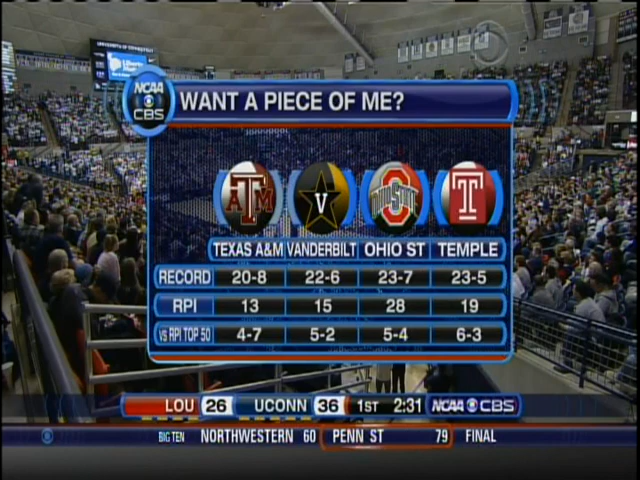 NCAA
CBS
WANT A PIECE OF ME?
ATM
V
OHIO STATE
T
TEXAS A&M VANDERBILT OHIO ST TEMPLE
RECORD 20-8 22-6 23-7 23-5
RPI 13 15 28 19
vs RPI TOP 50 4-7 5-2 5-4 6-3
LOU 26 UCONN 36 1ST 2:31 NCAA CBS
BIG TEN NORTHWESTERN 60 PENN ST 79 FINAL